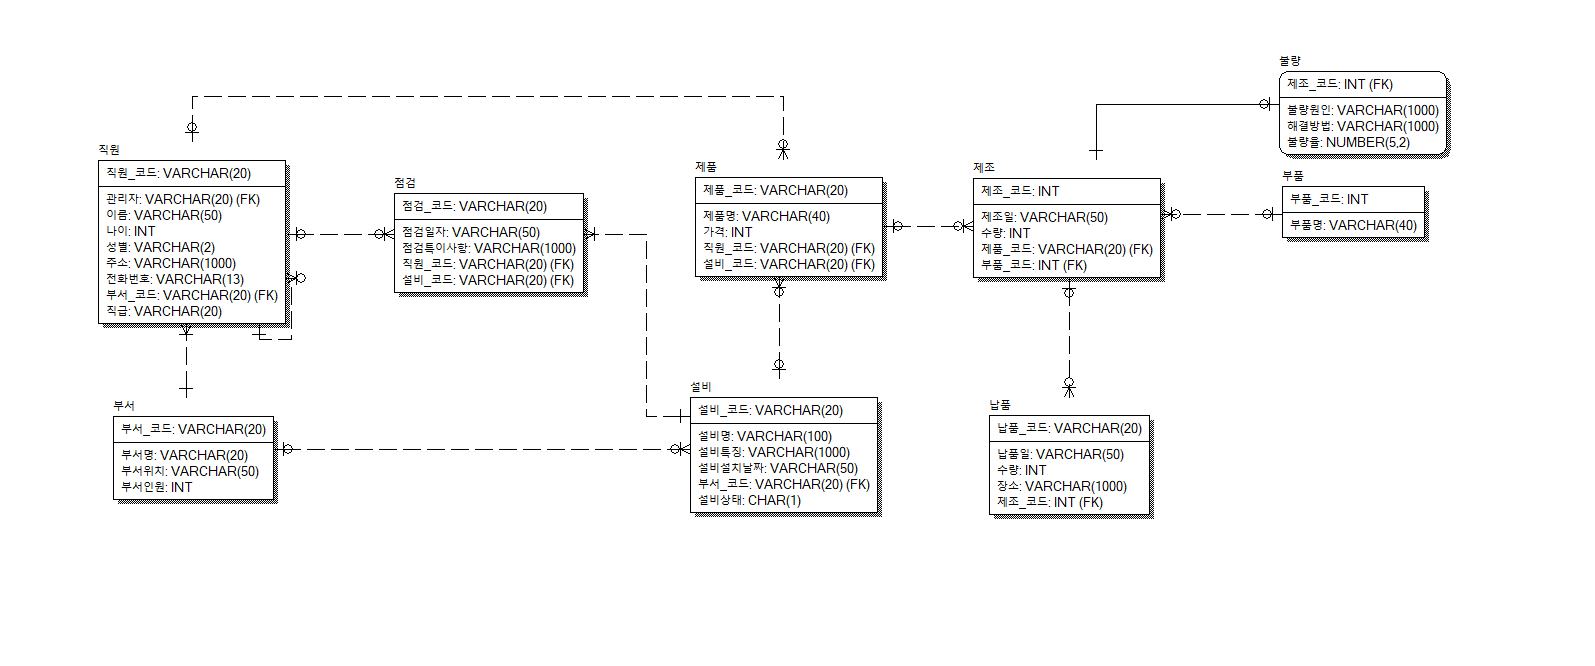 불량
제조_코드: INT (FK)
불량원인: VARCHAR(1000)
해결방법: VARCHAR(1000)
불량률: NUMBER(5,2)
직원
직원_코드: VARCHAR(20)
관리자: VARCHAR(20) (FK)
이름: VARCHAR(50)
나이: INT
성별: VARCHAR(2)
주소: VARCHAR(1000)
전화번호: VARCHAR(13)
부서_코드: VARCHAR(20) (FK)
직급: VARCHAR(20)
점검
점검_코드: VARCHAR(20)
점검일자: VARCHAR(50)
점검특이사항: VARCHAR(1000)
직원_코드: VARCHAR(20) (FK)
설비_코드: VARCHAR(20) (FK)
제품
제품_코드: VARCHAR(20)
제품명: VARCHAR(40)
가격: INT
직원_코드: VARCHAR(20) (FK)
설비_코드: VARCHAR(20) (FK)
제조
제조_코드: INT
제조일: VARCHAR(50)
수량: INT
제품_코드: VARCHAR(20) (FK)
부품_코드: INT (FK)
부품
부품_코드: INT
부품명: VARCHAR(40)
부서
부서_코드: VARCHAR(20)
부서명: VARCHAR(20)
부서위치: VARCHAR(50)
부서인원: INT
설비
설비_코드: VARCHAR(20)
설비명: VARCHAR(100)
설비특징: VARCHAR(1000)
설비설치날짜: VARCHAR(50)
부서_코드: VARCHAR(20) (FK)
설비상태: CHAR(1)
납품
납품_코드: VARCHAR(20)
납품일: VARCHAR(50)
수량: INT
장소: VARCHAR(1000)
제조_코드: INT (FK)